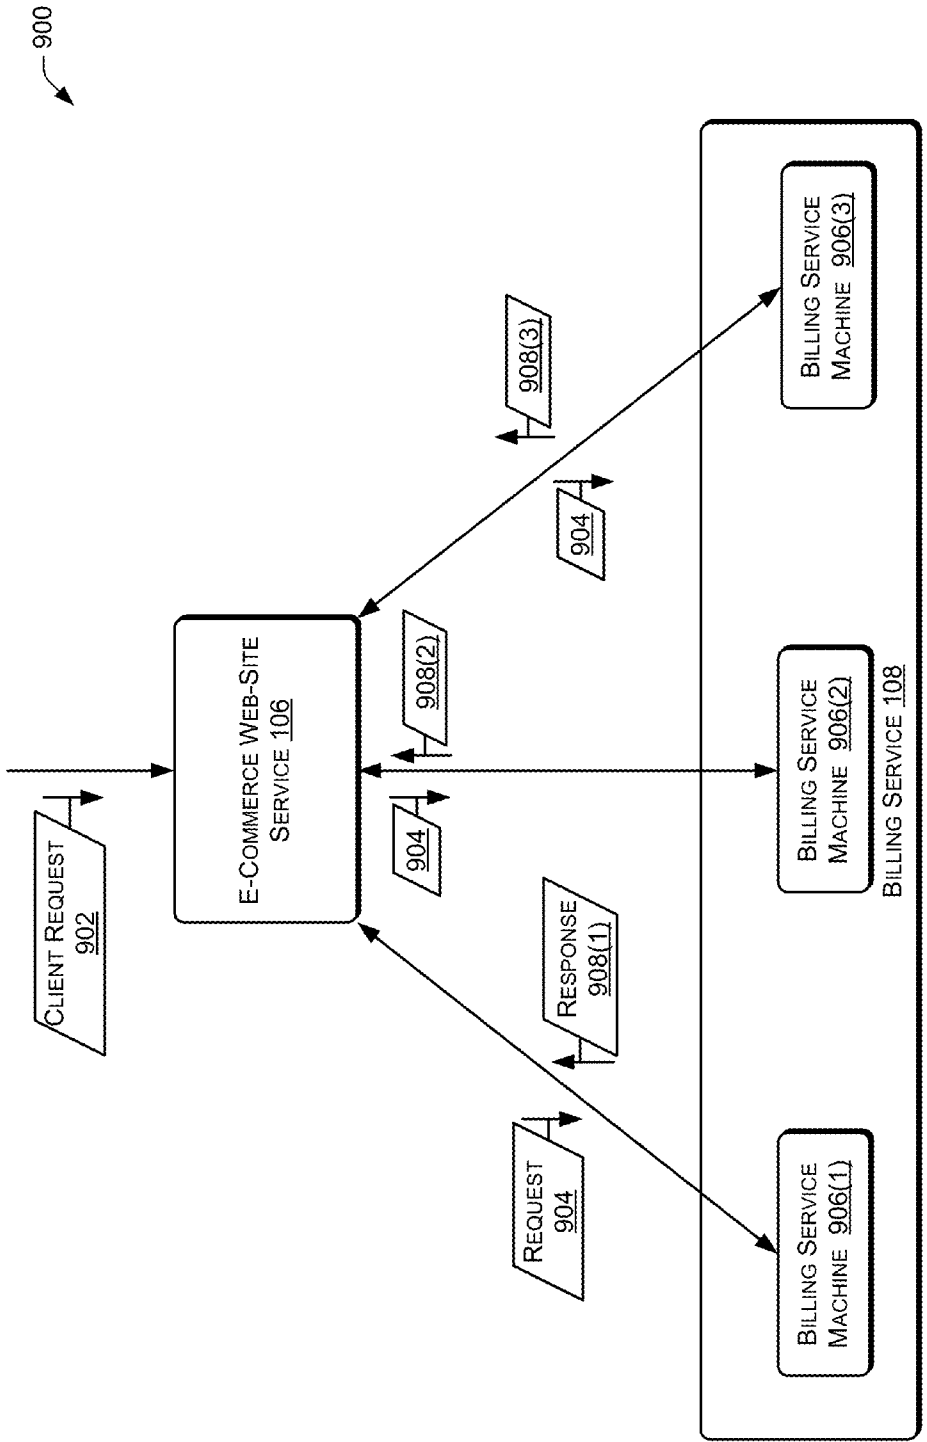 900
CLIENT REQUEST
902
E-COMMERCE WEB-SITE
SERVICE 106
904
908(2)
REQUEST
904
RESPONSE
908(1)
904
908(3)
BILLING SERVICE
MACHINE 906(1)
BILLING SERVICE
MACHINE 906(2)
BILLING SERVICE
MACHINE 906(3)
BILLING SERVICE 108